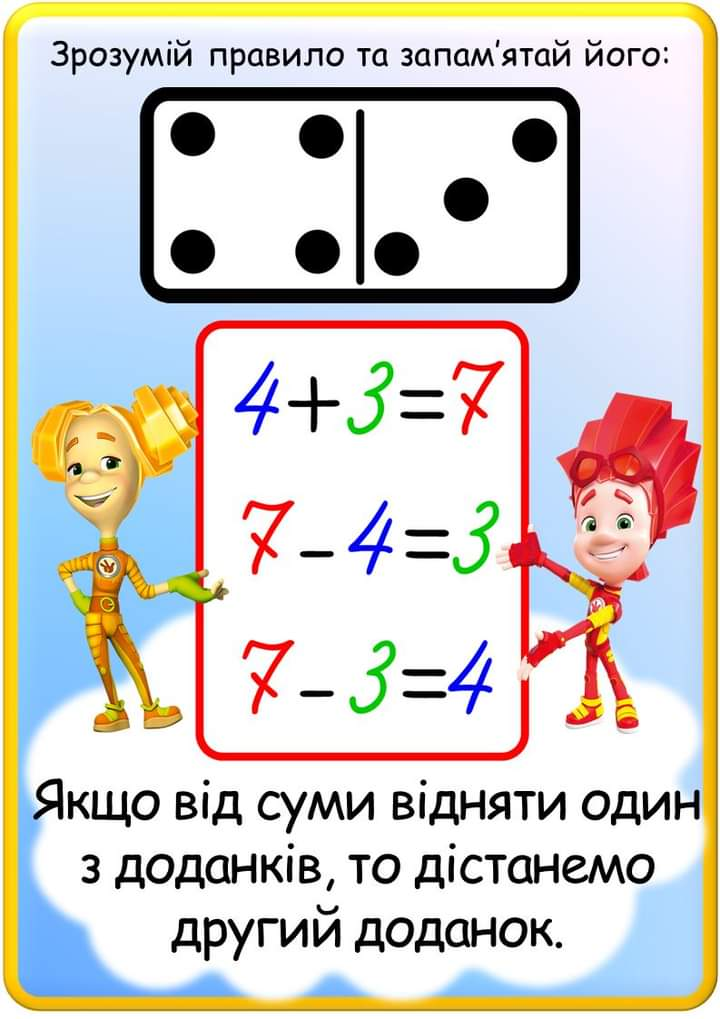 Зрозумій правило та запам'ятай його:
4+3=7
7-4=3
7-3=4
Якщо від суми відняти один
з доданків, то дістанемо
другий доданок.